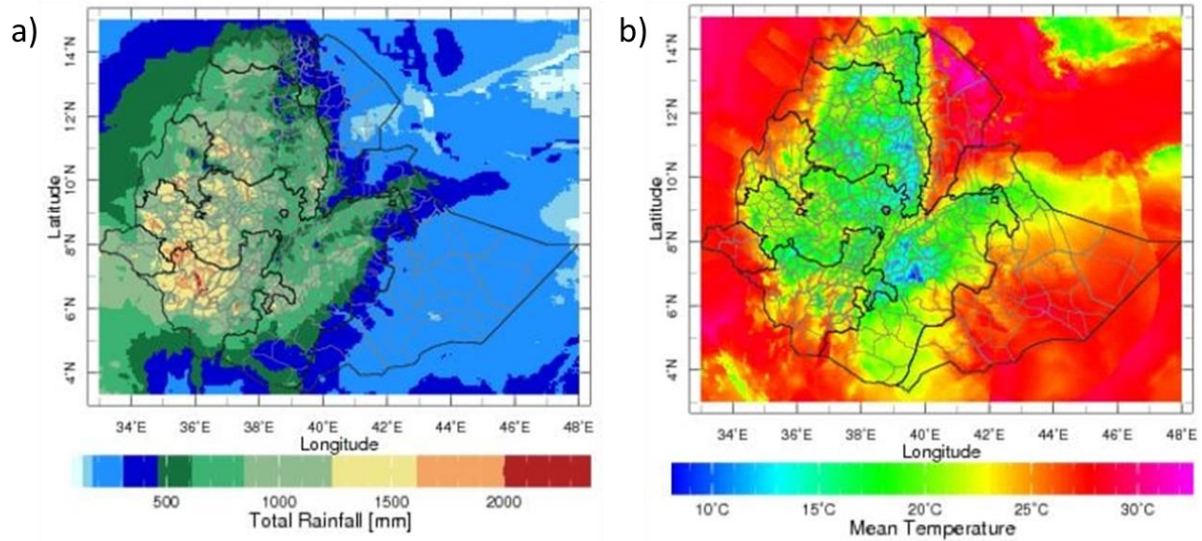 a)
14°N
12°N
10°N
8°N
6°N
4°N
Latitude
34°E 36°E 38°E 40°E 42°E 44°E 46°E 48°E
Longitude
500 1000 1500 2000
Total Rainfall [mm]
b)
14°N
12°N
10°N
8°N
6°N
4°N
Latitude
34°E 36°E 38°E 40°E 42°E 44°E 46°E 48°E
Longitude
10°C 15°C 20°C 25°C 30°C
Mean Temperature